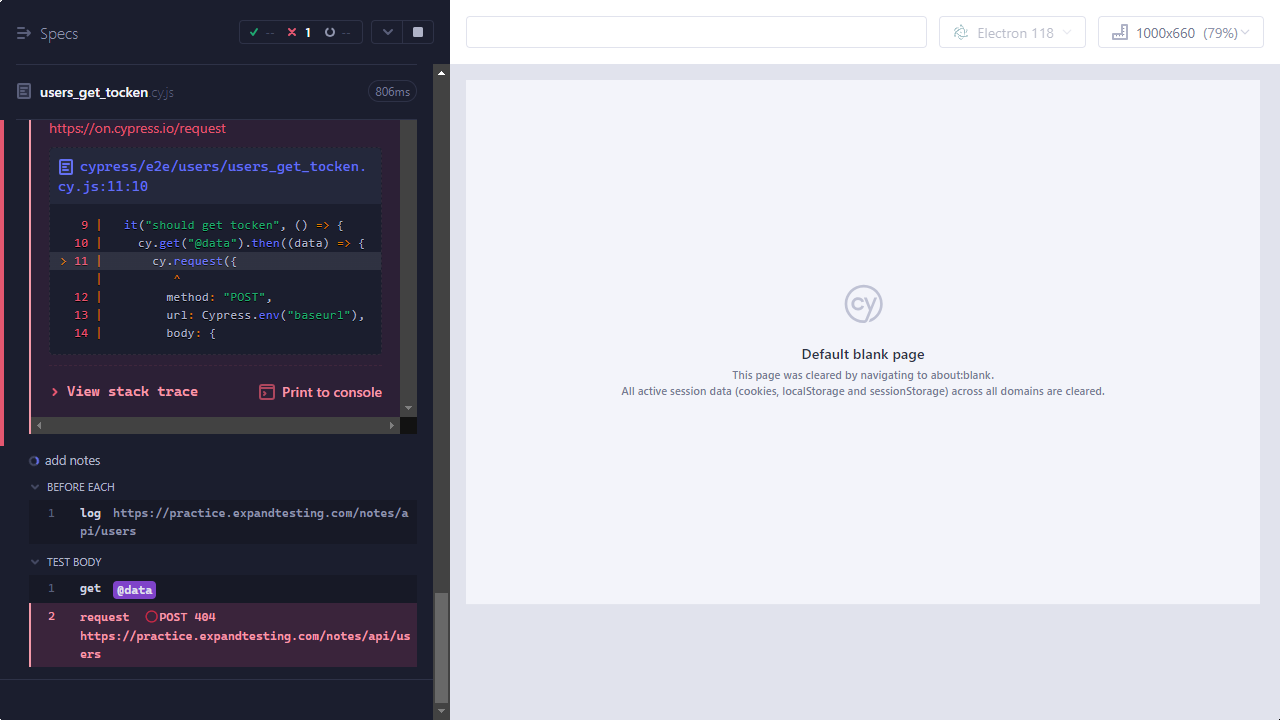 Specs
-- 1 --
Electron 118
1000x660 (79%)
users_get_tocken.cy.js
806ms
https://on.cypress.io/request
cypress/e2e/users/users_get_tocken.
cy.js:11:10
9 | it("should get tocken", () => {
10 | cy.get("@data").then((data) => {
> 11 | cy.request({
| ^
12 | method: "POST",
13 | url: Cypress.env("baseurl"),
14 | body: {
> View stack trace
Print to console
add notes
BEFORE EACH
1 log https://practice.expandtesting.com/notes/a
pi/users
TEST BODY
1 get @data
2 request POST 404
https://practice.expandtesting.com/notes/api/us
ers
cy
Default blank page
This page was cleared by navigating to about:blank.
All active session data (cookies, localStorage and sessionStorage) across all domains are cleared.